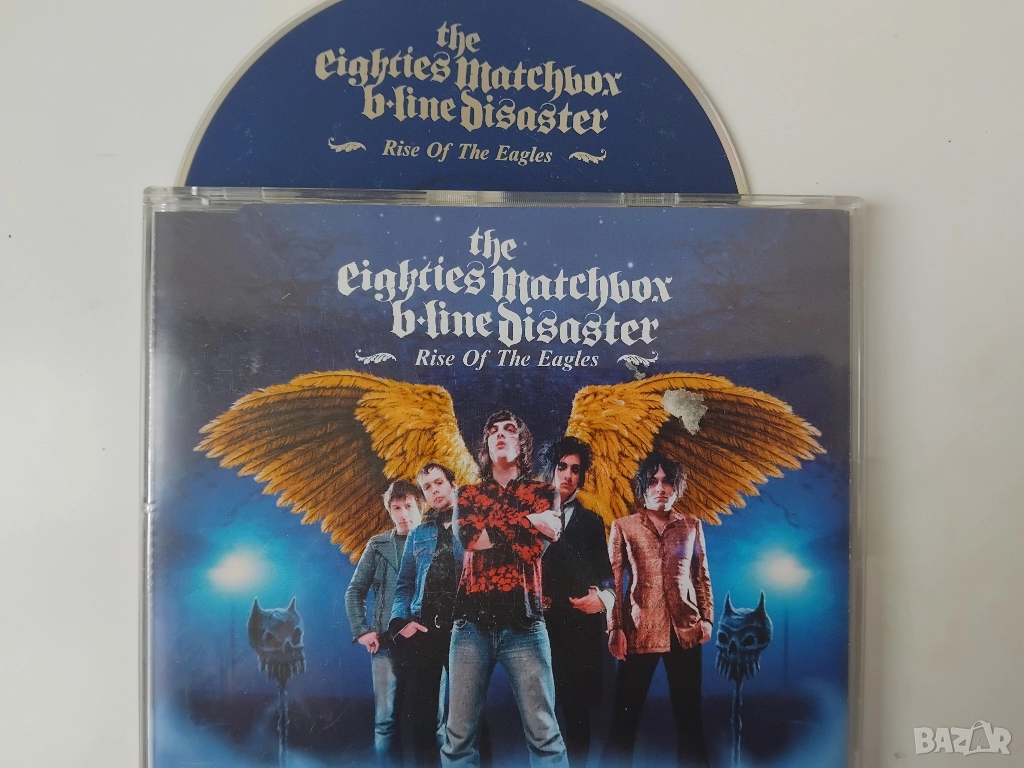 the
eighties Matchbox
b·line disaster
Rise Of The Eagles
the
eighties Matchbox
b·line disaster
Rise Of The Eagles
BAZAR